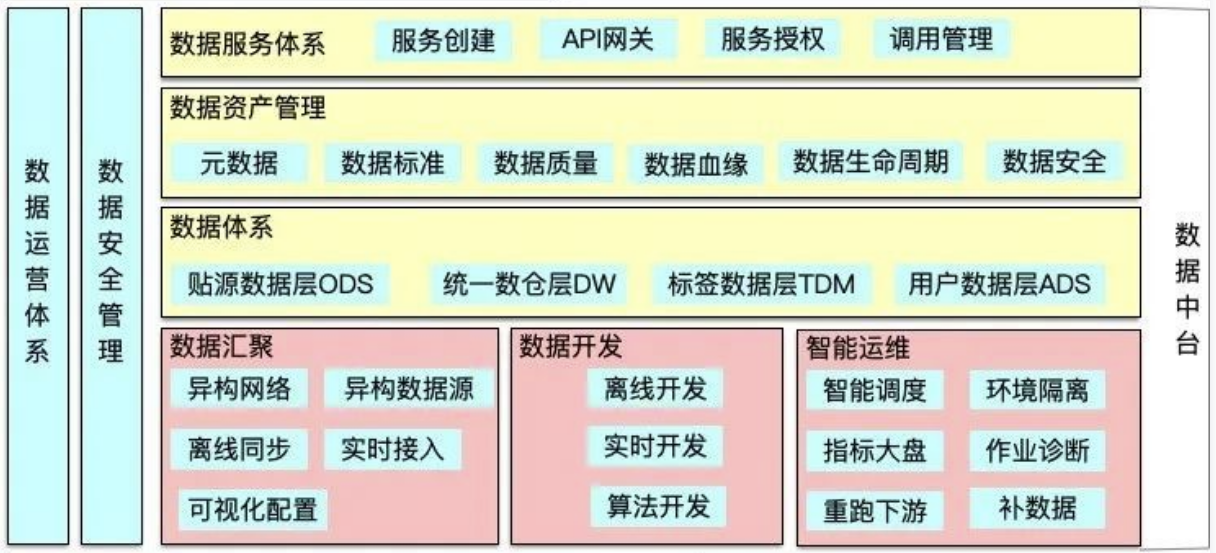 数据运营体系
数据安全管理
数据服务体系 服务创建 API网关 服务授权 调用管理
数据资产管理
元数据 数据标准 数据质量 数据血缘 数据生命周期 数据安全
数据体系
贴源数据层ODS 统一数仓层DW 标签数据层TDM 用户数据层ADS
数据汇聚
异构网络 异构数据源
离线同步 实时接入
可视化配置
数据开发
离线开发
实时开发
算法开发
智能运维
智能调度 环境隔离
指标大盘 作业诊断
重跑下游 补数据
数据中台